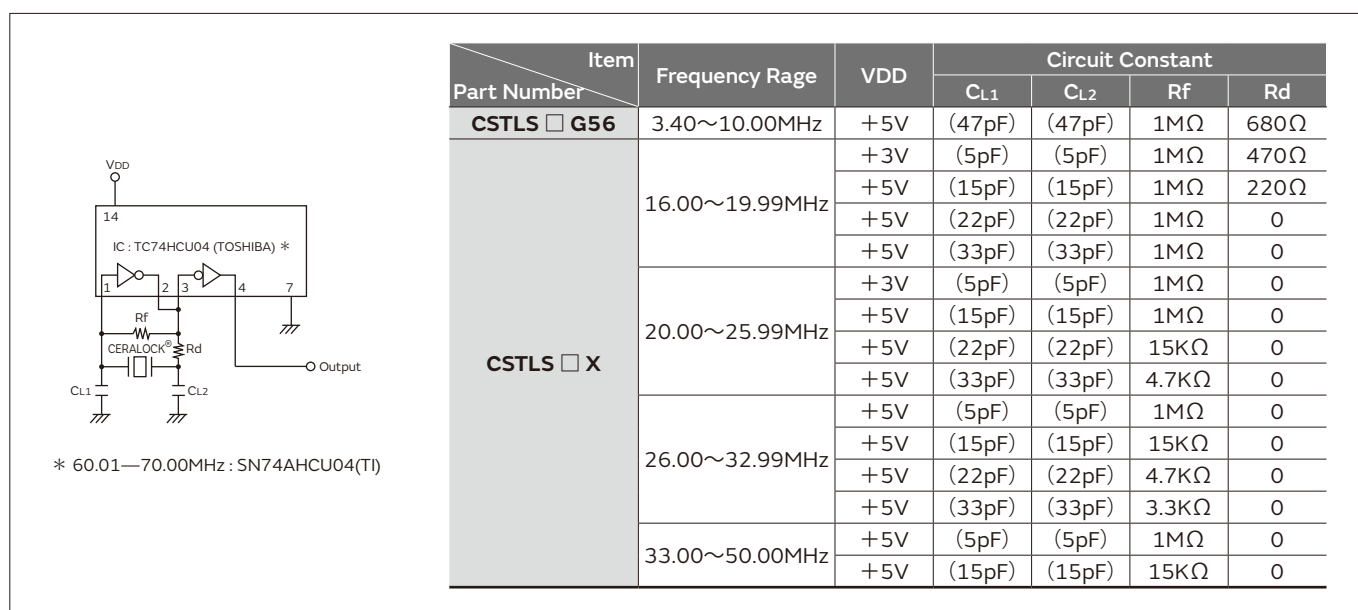 VDD
14
IC : TC74HCU04 (TOSHIBA) ＊
1 2 3 4 7
Rf
CERALOCK® Rd
Output
CL1 CL2
＊ 60.01—70.00MHz : SN74AHCU04(TI)
Item
Part Number
Frequency Rage VDD Circuit Constant
CL1 CL2 Rf Rd
CSTLS □ G56 3.40～10.00MHz ＋5V （47pF） （47pF） 1MΩ 680Ω
CSTLS □ X
16.00～19.99MHz
＋3V （5pF） （5pF） 1MΩ 470Ω
＋5V （15pF） （15pF） 1MΩ 220Ω
＋5V （22pF） （22pF） 1MΩ 0
＋5V （33pF） （33pF） 1MΩ 0
20.00～25.99MHz
＋3V （5pF） （5pF） 1MΩ 0
＋5V （15pF） （15pF） 1MΩ 0
＋5V （22pF） （22pF） 15KΩ 0
＋5V （33pF） （33pF） 4.7KΩ 0
26.00～32.99MHz
＋5V （5pF） （5pF） 1MΩ 0
＋5V （15pF） （15pF） 15KΩ 0
＋5V （22pF） （22pF） 4.7KΩ 0
＋5V （33pF） （33pF） 3.3KΩ 0
33.00～50.00MHz
＋5V （5pF） （5pF） 1MΩ 0
＋5V （15pF） （15pF） 15KΩ 0